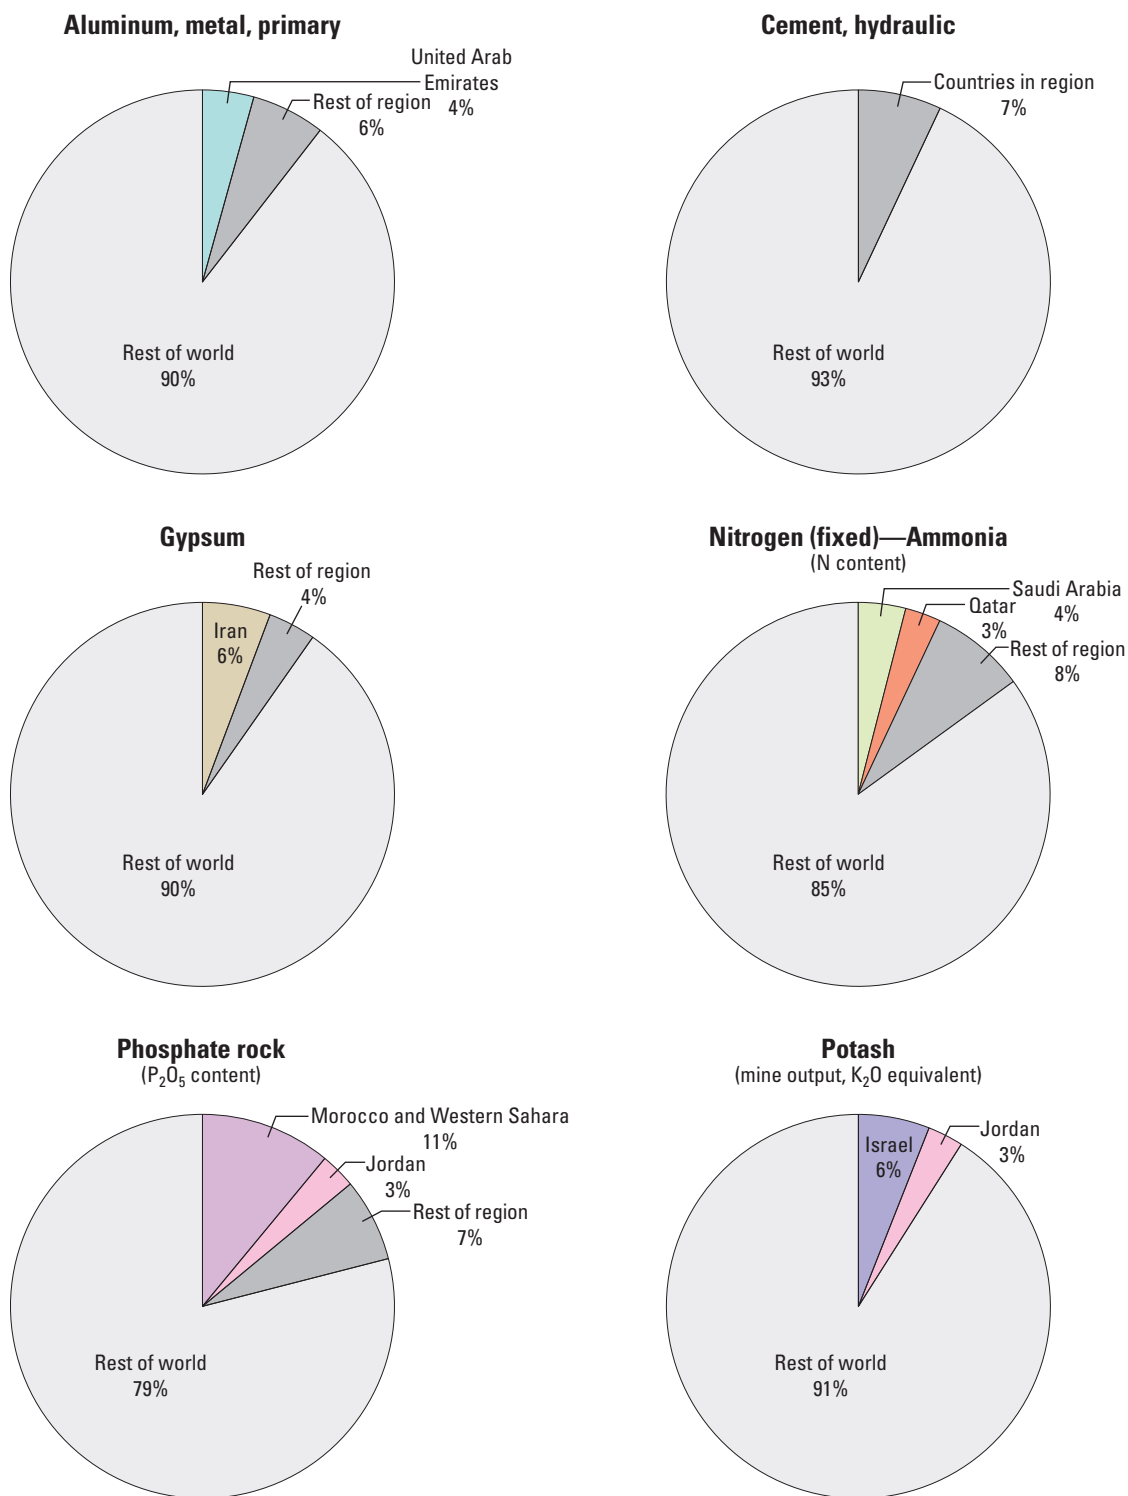 Aluminum, metal, primary
United Arab
Emirates
4%
Rest of region
6%
Rest of world
90%
Cement, hydraulic
Countries in region
7%
Rest of world
93%
Gypsum
Rest of region
4%
Iran
6%
Rest of world
90%
Nitrogen (fixed)—Ammonia
(N content)
Saudi Arabia
4%
Qatar
3%
Rest of region
8%
Rest of world
85%
Phosphate rock
(P₂O₅ content)
Morocco and Western Sahara
11%
Jordan
3%
Rest of region
7%
Rest of world
79%
Potash
(mine output, K₂O equivalent)
Israel
6%
Jordan
3%
Rest of world
91%